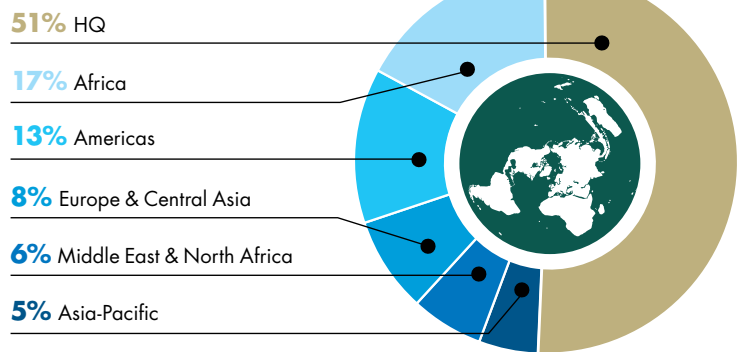 51% HQ
17% Africa
13% Americas
8% Europe & Central Asia
6% Middle East & North Africa
5% Asia-Pacific